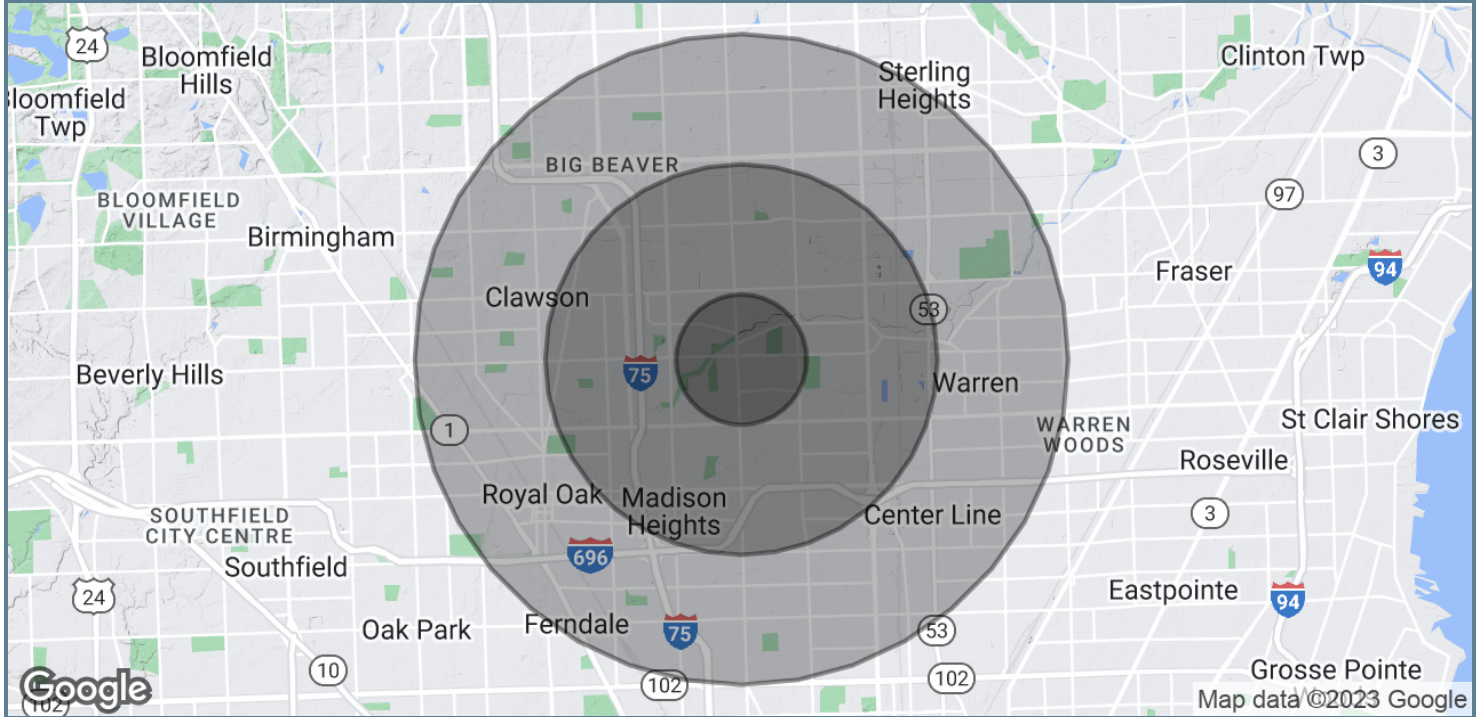 24
Bloomfield
Hills
Clinton Twp
Sterling
Heights
Bloomfield
Twp
BIG BEAVER
3
97
BLOOMFIELD
VILLAGE
Birmingham
Fraser
94
Clawson
53
75
Beverly Hills
Warren
1
WARREN
WOODS
St Clair Shores
Roseville
Royal Oak
Madison
Heights
SOUTHFIELD
CITY CENTRE
Center Line
3
696
Southfield
24
Eastpointe
94
Oak Park
Ferndale
75
53
10
102
102
Grosse Pointe
Google
102
Map data ©2023 Google